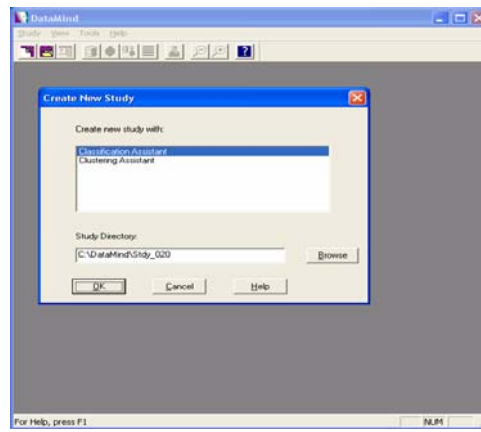 DataMind
Study View Tools Help
Create New Study
Create new study with:
Classification Assistant
Clustering Assistant
Study Directory:
C:\DataMind\Stdy_020
Browse
OK Cancel Help
For Help, press F1
NUM